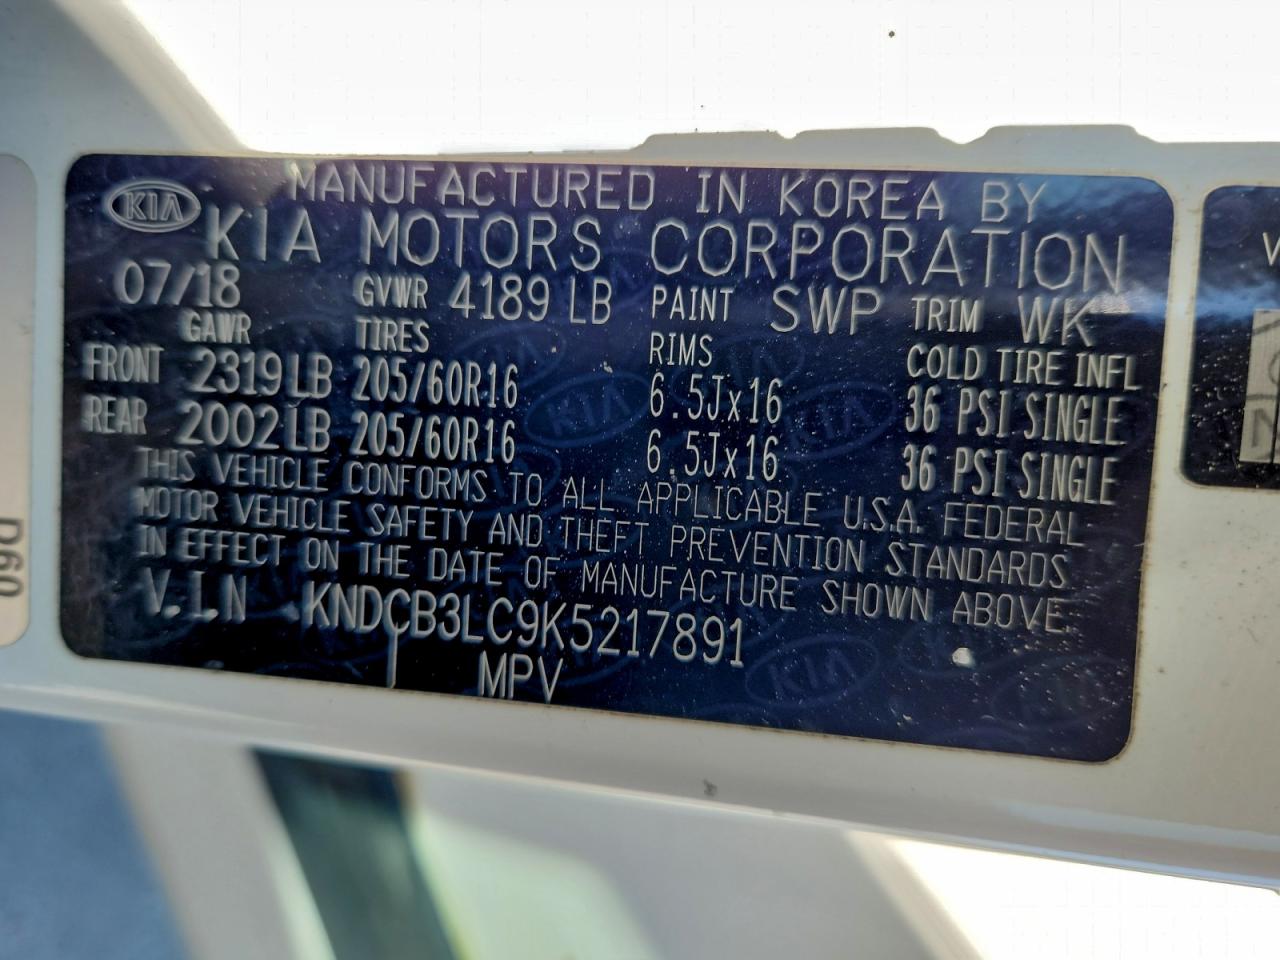 KIA MANUFACTURED IN KOREA BY
KIA MOTORS CORPORATION
07/18 GVWR 4189 LB PAINT SWP TRIM WK
GAWR TIRES RIMS COLD TIRE INFL
FRONT 2319 LB 205/60R16 6.5Jx16 36 PSI SINGLE
REAR 2002 LB 205/60R16 6.5Jx16 36 PSI SINGLE
THIS VEHICLE CONFORMS TO ALL APPLICABLE U.S.A. FEDERAL
MOTOR VEHICLE SAFETY AND THEFT PREVENTION STANDARDS
IN EFFECT ON THE DATE OF MANUFACTURE SHOWN ABOVE.
V.I.N KNDCB3LC9K5217891
MPV
D60
V